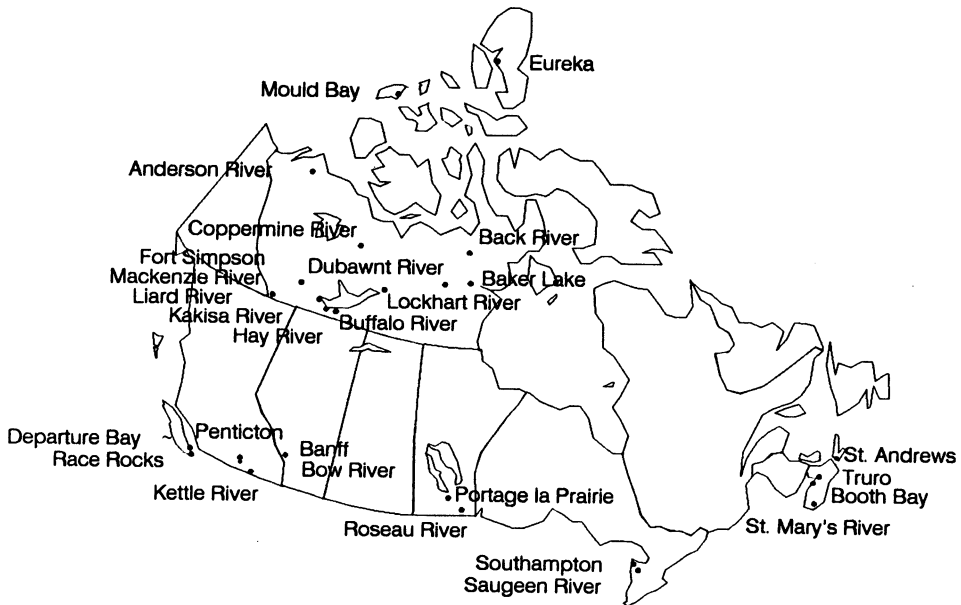 Eureka
Mould Bay
Anderson River
Coppermine River
Back River
Fort Simpson
Dubawnt River
Mackenzie River
Baker Lake
Liard River
Lockhart River
Kakisa River
Buffalo River
Hay River
Departure Bay
Penticton
Race Rocks
Banff
Bow River
St. Andrews
Kettle River
Truro
Portage la Prairie
Booth Bay
Roseau River
St. Mary's River
Southampton
Saugeen River